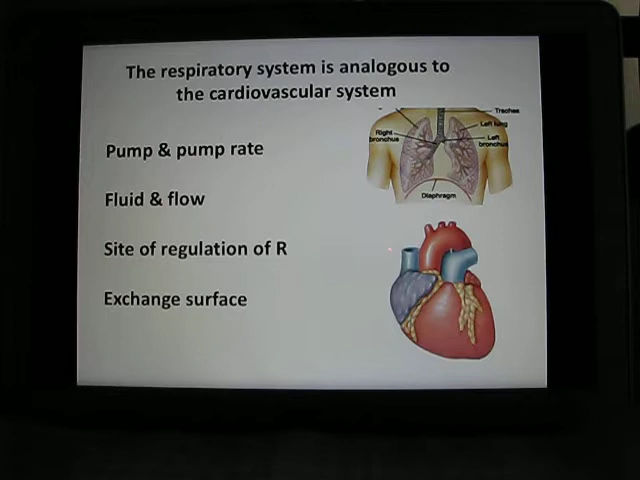 The respiratory system is analogous to
the cardiovascular system
Pump & pump rate
Fluid & flow
Site of regulation of R
Exchange surface
Trachea
Left lung
Right
bronchus
Left
bronchus
Diaphragm